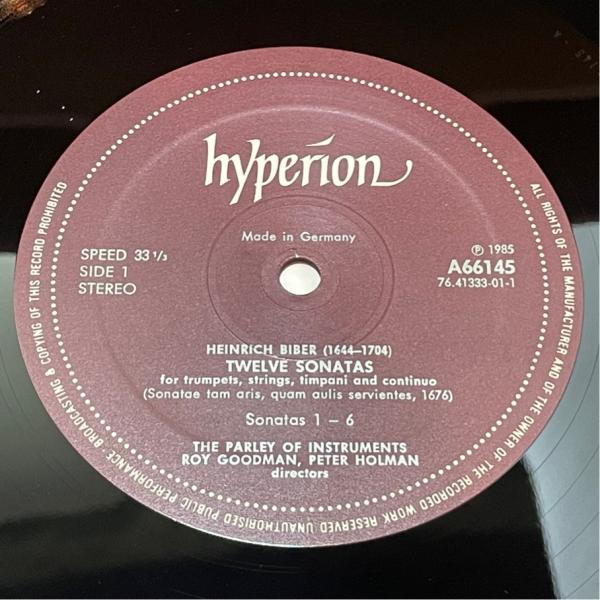 hyperion
Made in Germany
SPEED 33 1/3
SIDE 1
STEREO
℗ 1985
A66145
76.41333-01-1
HEINRICH BIBER (1644–1704)
TWELVE SONATAS
for trumpets, strings, timpani and continuo
(Sonatae tam aris, quam aulis servientes, 1676)
Sonatas 1 – 6
THE PARLEY OF INSTRUMENTS
ROY GOODMAN, PETER HOLMAN
directors
ALL RIGHTS OF THE MANUFACTURER AND OF THE OWNER OF THE RECORDED WORK RESERVED UNAUTHORISED PUBLIC PERFORMANCE BROADCASTING & COPYING OF THIS RECORD PROHIBITED